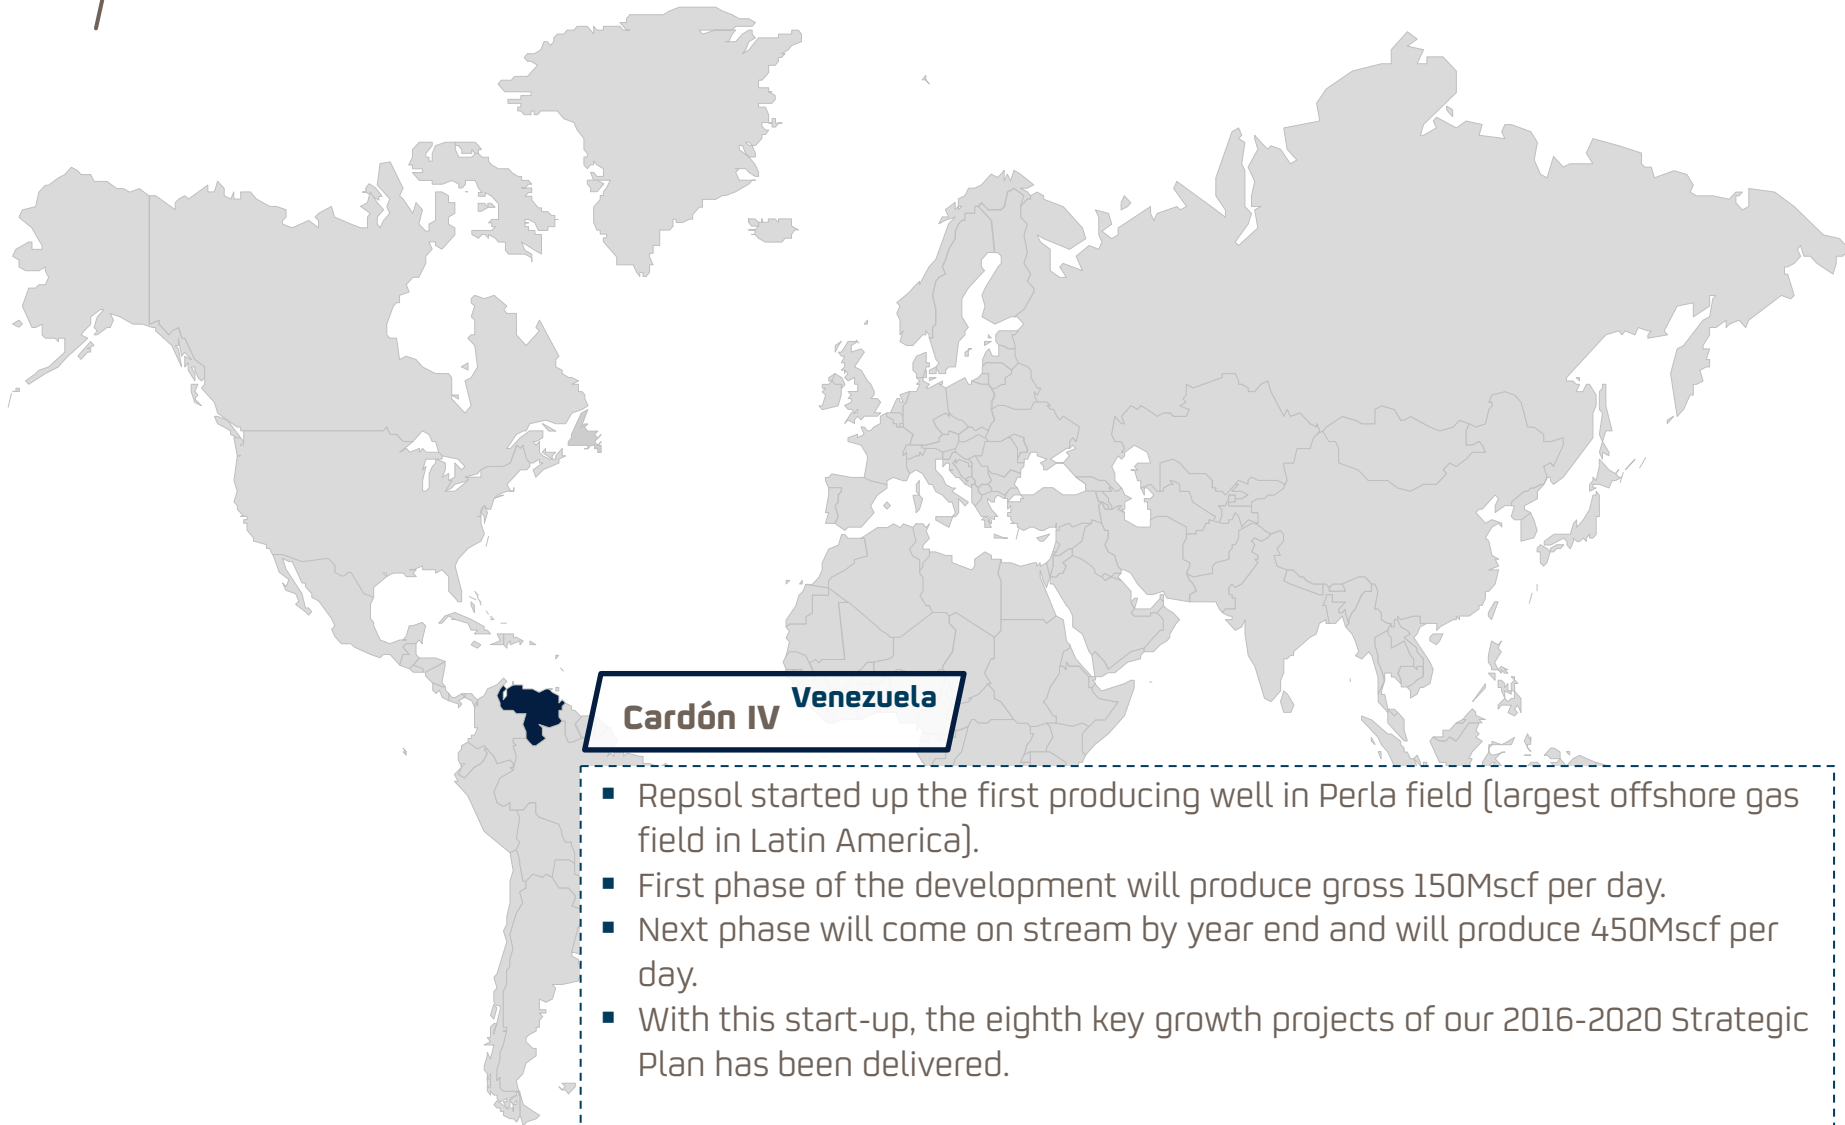 Cardón IV Venezuela
▪ Repsol started up the first producing well in Perla field (largest offshore gas
field in Latin America).
▪ First phase of the development will produce gross 150Mscf per day.
▪ Next phase will come on stream by year end and will produce 450Mscf per
day.
▪ With this start-up, the eighth key growth projects of our 2016-2020 Strategic
Plan has been delivered.